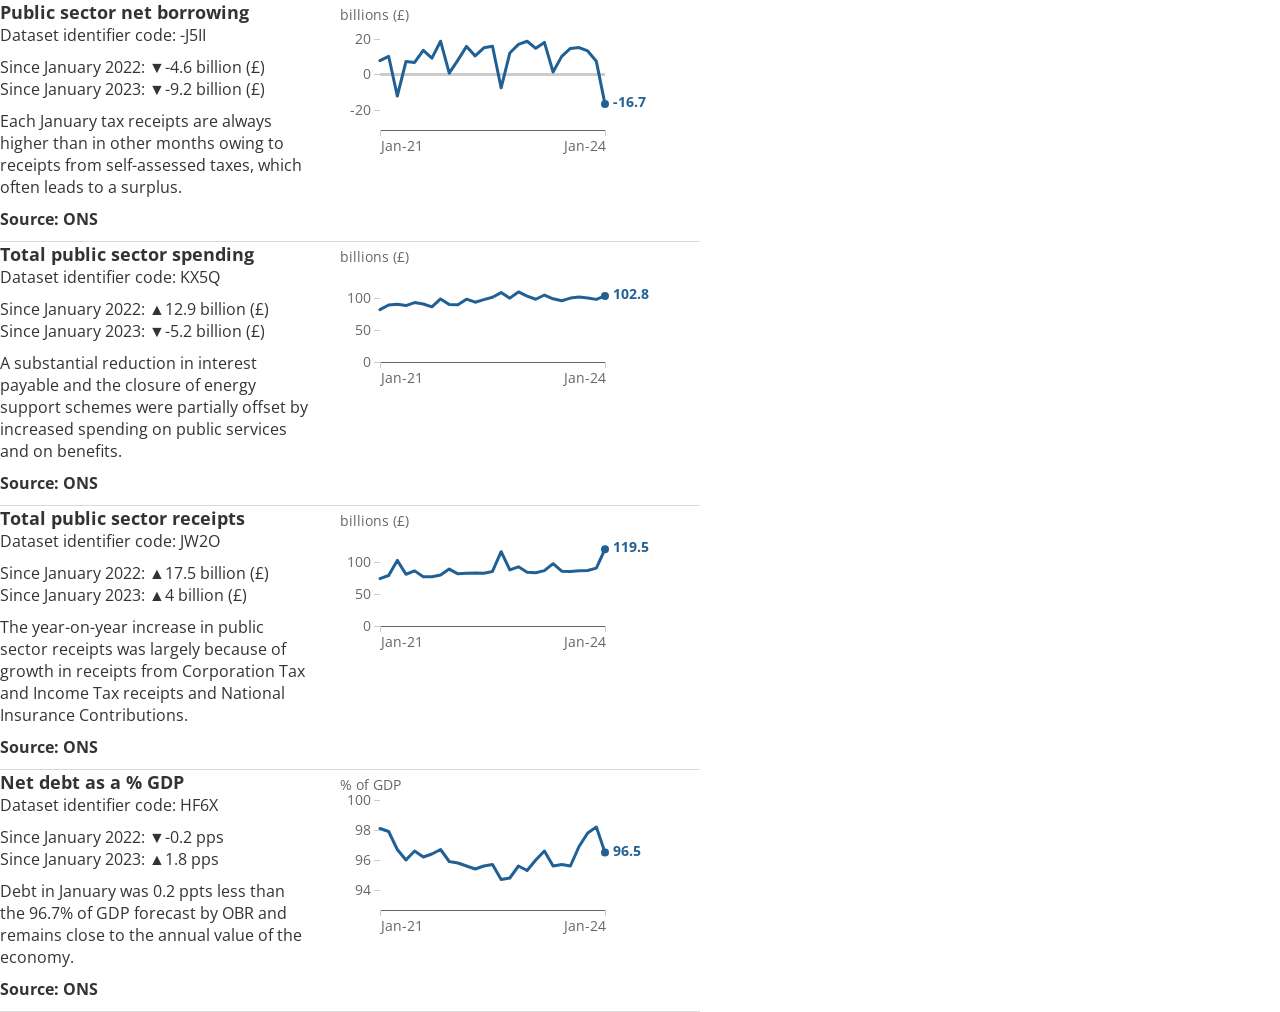 Public sector net borrowing
Dataset identifier code: -J5II
Since January 2022: ▼-4.6 billion (£)
Since January 2023: ▼-9.2 billion (£)
Each January tax receipts are always
higher than in other months owing to
receipts from self-assessed taxes, which
often leads to a surplus.
Source: ONS
billions (£)
20
0
-20
-16.7
Jan-21
Jan-24
Total public sector spending
Dataset identifier code: KX5Q
Since January 2022: ▲12.9 billion (£)
Since January 2023: ▼-5.2 billion (£)
A substantial reduction in interest
payable and the closure of energy
support schemes were partially offset by
increased spending on public services
and on benefits.
Source: ONS
billions (£)
100
50
0
102.8
Jan-21
Jan-24
Total public sector receipts
Dataset identifier code: JW2O
Since January 2022: ▲17.5 billion (£)
Since January 2023: ▲4 billion (£)
The year-on-year increase in public
sector receipts was largely because of
growth in receipts from Corporation Tax
and Income Tax receipts and National
Insurance Contributions.
Source: ONS
billions (£)
100
50
0
119.5
Jan-21
Jan-24
Net debt as a % GDP
Dataset identifier code: HF6X
Since January 2022: ▼-0.2 pps
Since January 2023: ▲1.8 pps
Debt in January was 0.2 ppts less than
the 96.7% of GDP forecast by OBR and
remains close to the annual value of the
economy.
Source: ONS
% of GDP
100
98
96
94
96.5
Jan-21
Jan-24